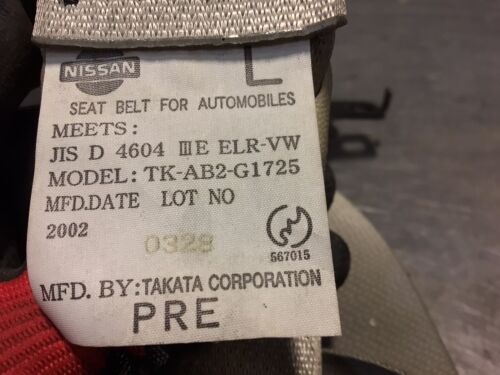 NISSAN
L
SEAT BELT FOR AUTOMOBILES
MEETS:
JIS D 4604 ⅢE ELR-VW
MODEL: TK-AB2-G1725
MFD.DATE LOT NO
2002 0328
567015
MFD. BY:TAKATA CORPORATION
PRE